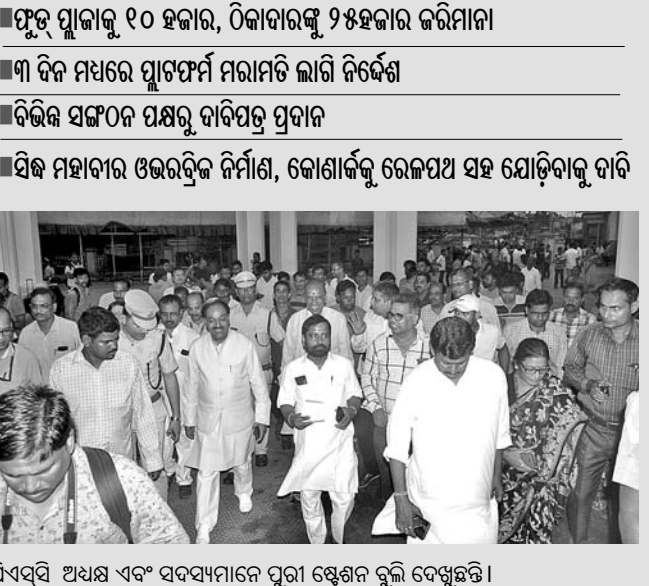 ■ଫୁଡ୍ ପ୍ଲାଜାକୁ ୧୦ ହଜାର, ଠିକାଦାରଙ୍କୁ ୨୫ହଜାର ଜରିମାନା
■୩ ଦିନ ମଧ୍ୟରେ ପ୍ଲାଟଫର୍ମ ମରାମତି ଲାଗି ନିର୍ଦ୍ଦେଶ
■ବିଭିନ୍ନ ସଙ୍ଗଠନ ପକ୍ଷରୁ ଦାବିପତ୍ର ପ୍ରଦାନ
■ସିଦ୍ଧ ମହାବୀର ଓଭରବ୍ରିଜ ନିର୍ମାଣ, କୋଣାର୍କକୁ ରେଳପଥ ସହ ଯୋଡ଼ିବାକୁ ଦାବି
ପିଏସ୍‌ସି ଅଧ୍ୟକ୍ଷ ଏବଂ ସଦସ୍ୟମାନେ ପୁରୀ ଷ୍ଟେଶନ ବୁଲି ଦେଖୁଛନ୍ତି।